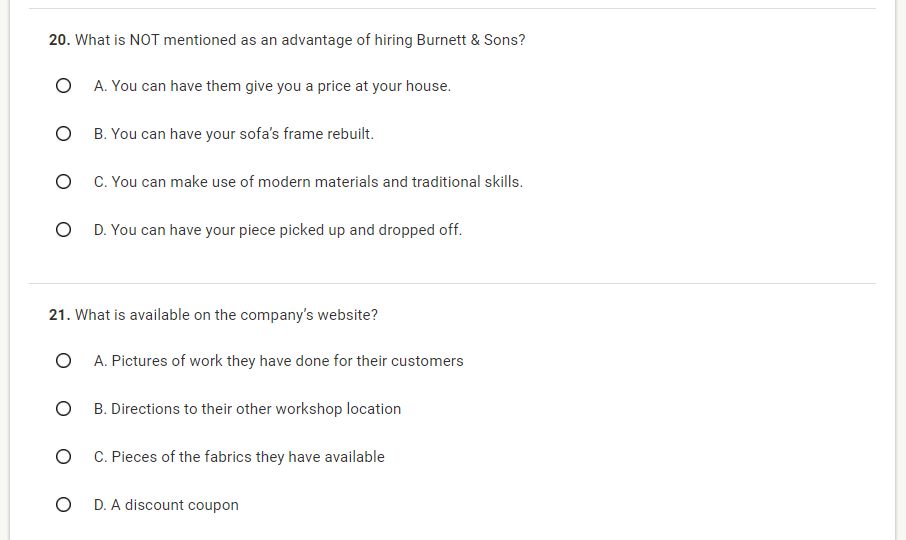 20. What is NOT mentioned as an advantage of hiring Burnett & Sons?
A. You can have them give you a price at your house.
B. You can have your sofa's frame rebuilt.
C. You can make use of modern materials and traditional skills.
D. You can have your piece picked up and dropped off.
21. What is available on the company's website?
A. Pictures of work they have done for their customers
B. Directions to their other workshop location
C. Pieces of the fabrics they have available
D. A discount coupon